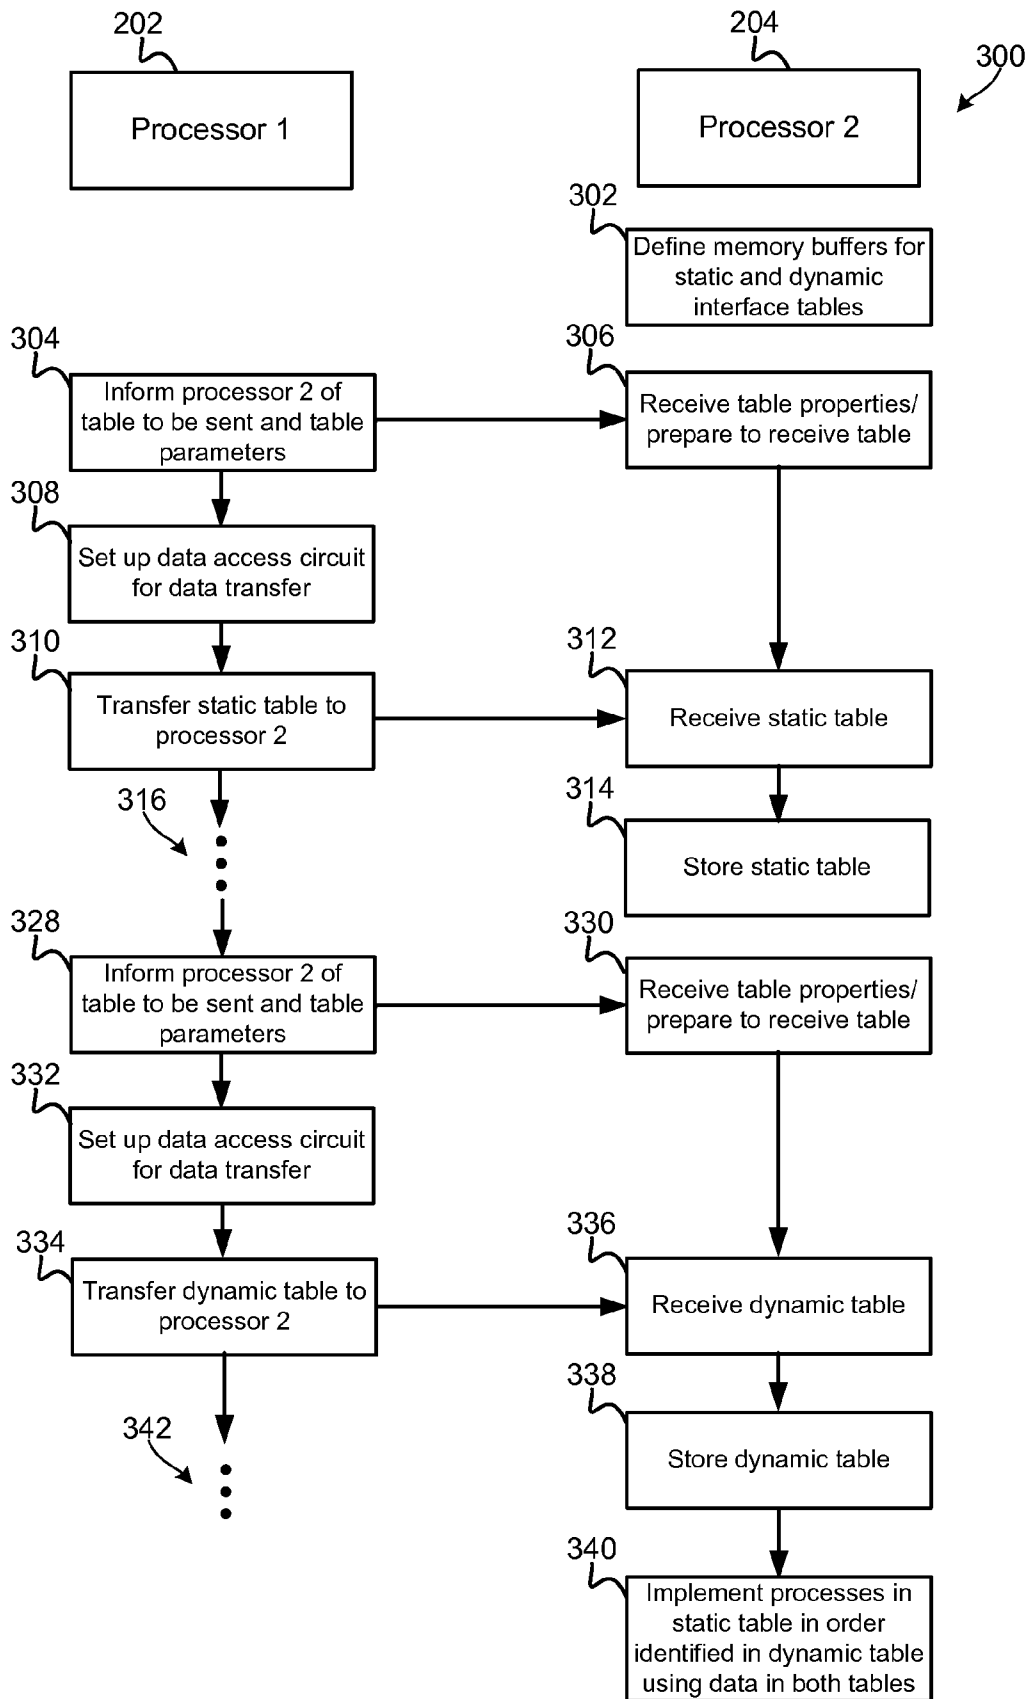 202
204
300
Processor 1
Processor 2
302
Define memory buffers for
static and dynamic
interface tables
304
306
Inform processor 2 of
table to be sent and table
parameters
Receive table properties/
prepare to receive table
308
Set up data access circuit
for data transfer
310
312
Transfer static table to
processor 2
Receive static table
316
314
Store static table
328
330
Inform processor 2 of
table to be sent and table
parameters
Receive table properties/
prepare to receive table
332
Set up data access circuit
for data transfer
334
336
Transfer dynamic table to
processor 2
Receive dynamic table
338
342
Store dynamic table
340
Implement processes in
static table in order
identified in dynamic table
using data in both tables